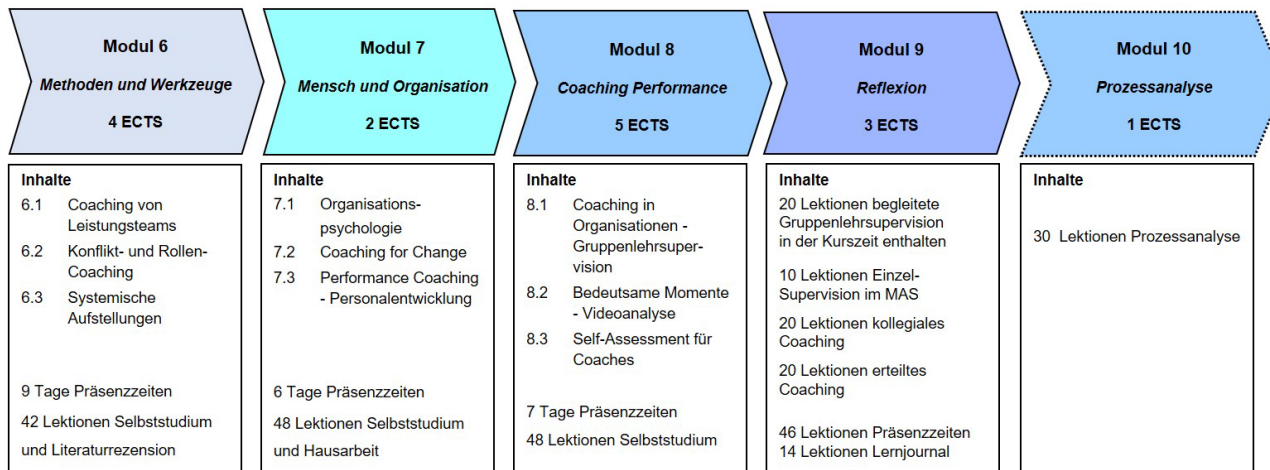 Modul 6
Methoden und Werkzeuge
4 ECTS
Modul 7
Mensch und Organisation
2 ECTS
Modul 8
Coaching Performance
5 ECTS
Modul 9
Reflexion
3 ECTS
Modul 10
Prozessanalyse
1 ECTS
Inhalte
6.1 Coaching von
Leistungsteams
6.2 Konflikt- und Rollen-
Coaching
6.3 Systemische
Aufstellungen
9 Tage Präsenzzeiten
42 Lektionen Selbststudium
und Literaturrezension
Inhalte
7.1 Organisations-
psychologie
7.2 Coaching for Change
7.3 Performance Coaching
- Personalentwicklung
6 Tage Präsenzzeiten
48 Lektionen Selbststudium
und Hausarbeit
Inhalte
8.1 Coaching in
Organisationen -
Gruppenlehrsuper-
vision
8.2 Bedeutsame Momente
- Videoanalyse
8.3 Self-Assessment für
Coaches
7 Tage Präsenzzeiten
48 Lektionen Selbststudium
Inhalte
20 Lektionen begleitete
Gruppenlehrsupervision
in der Kurszeit enthalten
10 Lektionen Einzel-
Supervision im MAS
20 Lektionen kollegiales
Coaching
20 Lektionen erteiltes
Coaching
46 Lektionen Präsenzzeiten
14 Lektionen Lernjournal
Inhalte
30 Lektionen Prozessanalyse